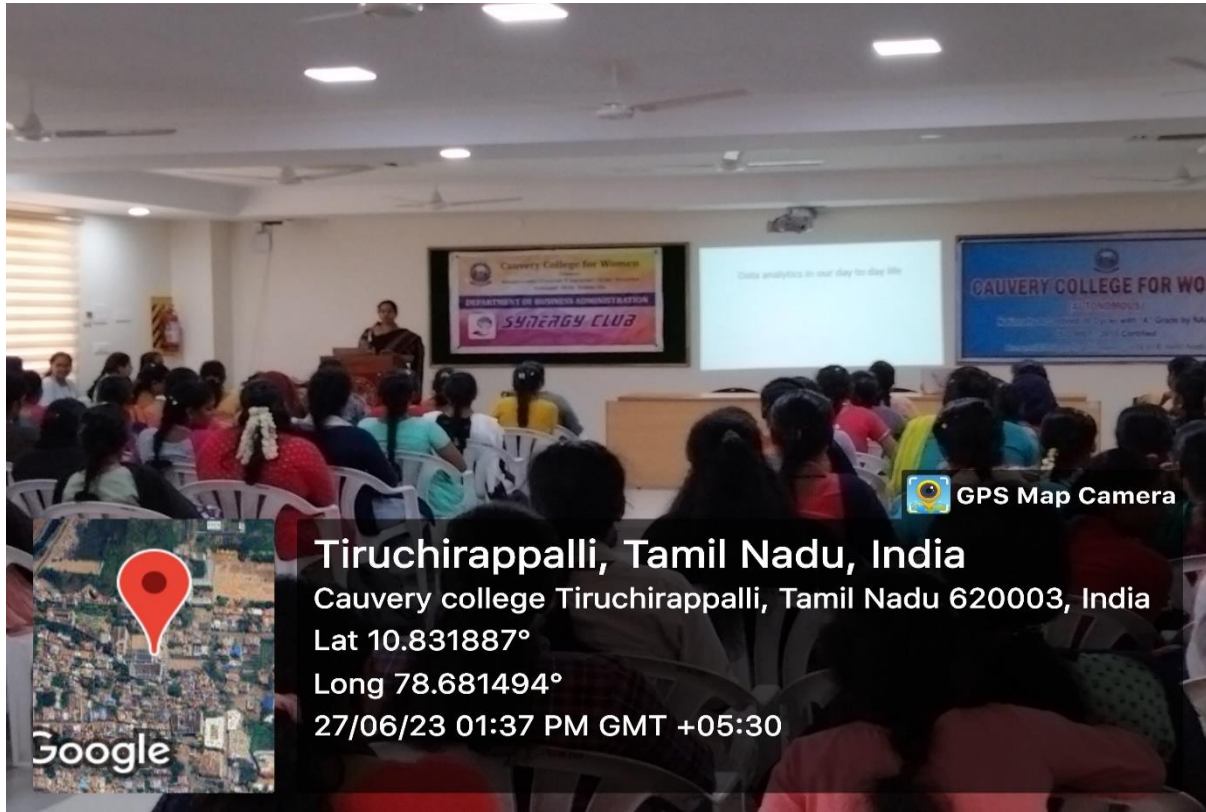 Cauvery College for Women
DEPARTMENT OF BUSINESS ADMINISTRATION
SYNERGY CLUB
Data analytics in our day to day life
CAUVERY COLLEGE FOR WO
(AUTONOMOUS)
GPS Map Camera
Tiruchirappalli, Tamil Nadu, India
Cauvery college Tiruchirappalli, Tamil Nadu 620003, India
Lat 10.831887°
Long 78.681494°
27/06/23 01:37 PM GMT +05:30
Google